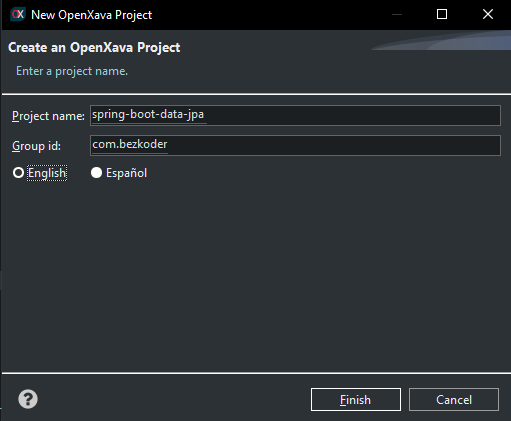 New OpenXava Project
Create an OpenXava Project
Enter a project name.
Project name: spring-boot-data-jpa
Group id: com.bezkoder
English Español
? Finish Cancel